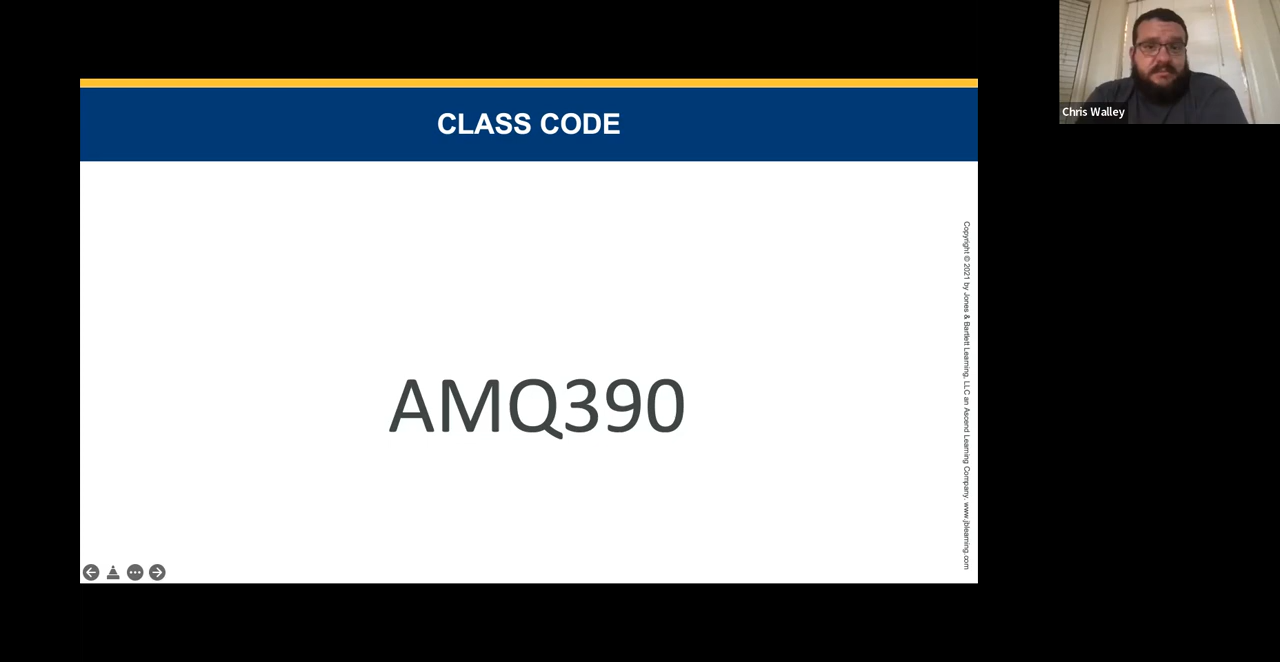 CLASS CODE
Chris Walley
AMQ390
Copyright © 2021 by Jones & Bartlett Learning, LLC an Ascend Learning Company. www.jblearning.com